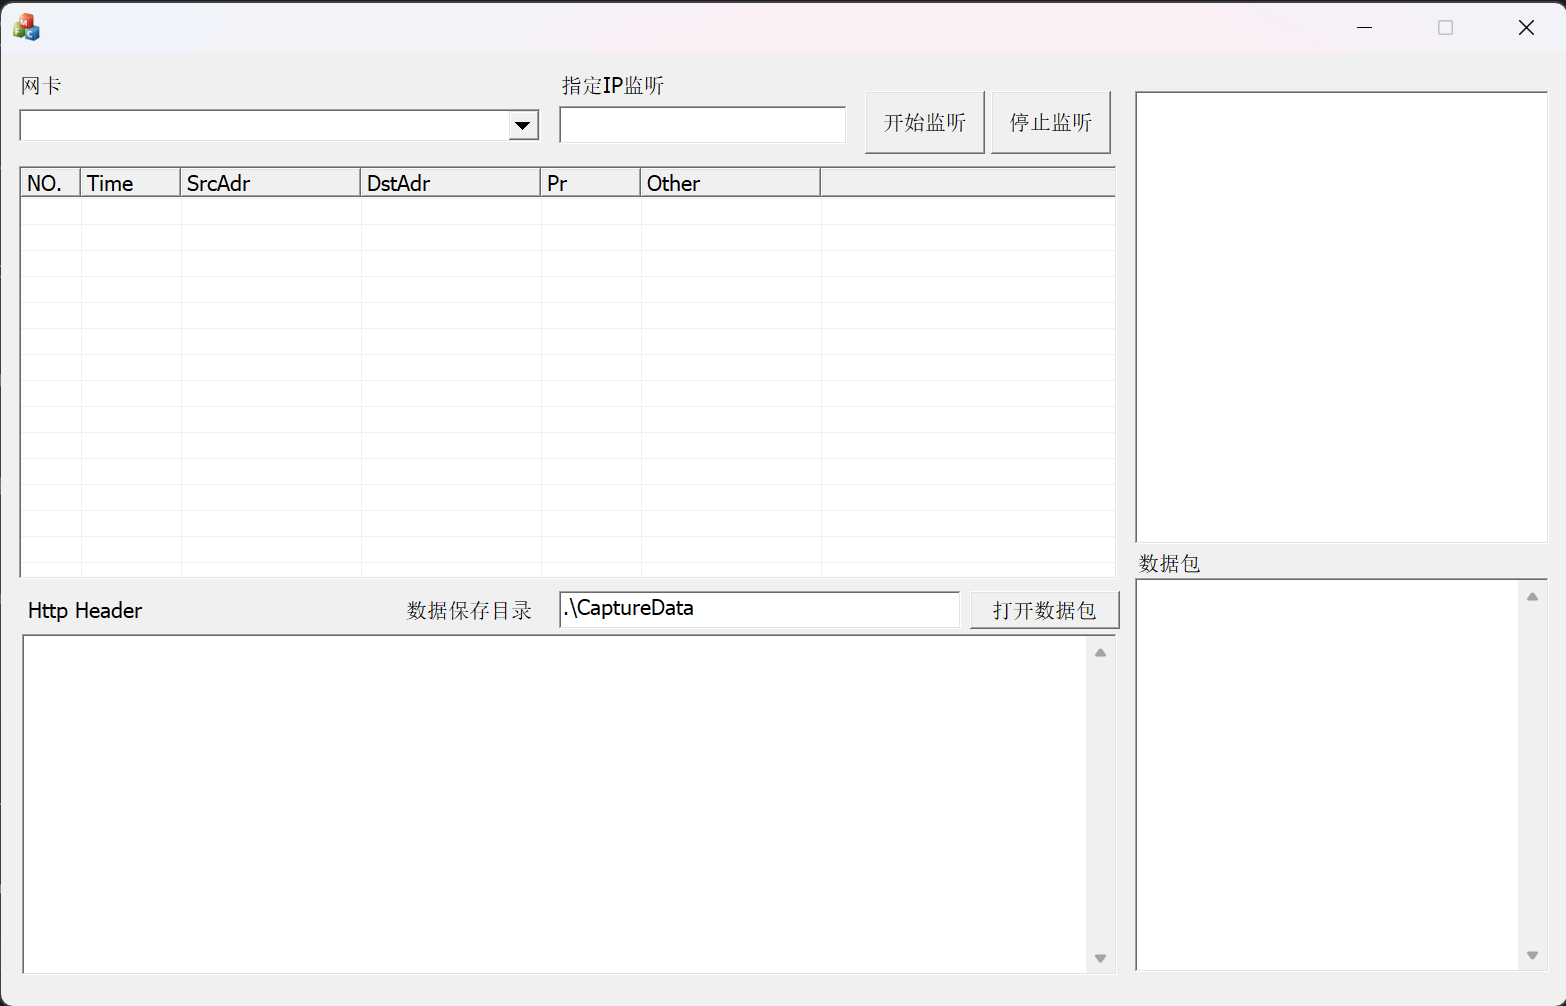 网卡
指定IP监听
开始监听
停止监听
NO. Time SrcAdr DstAdr Pr Other
数据包
Http Header
数据保存目录
.\CaptureData
打开数据包